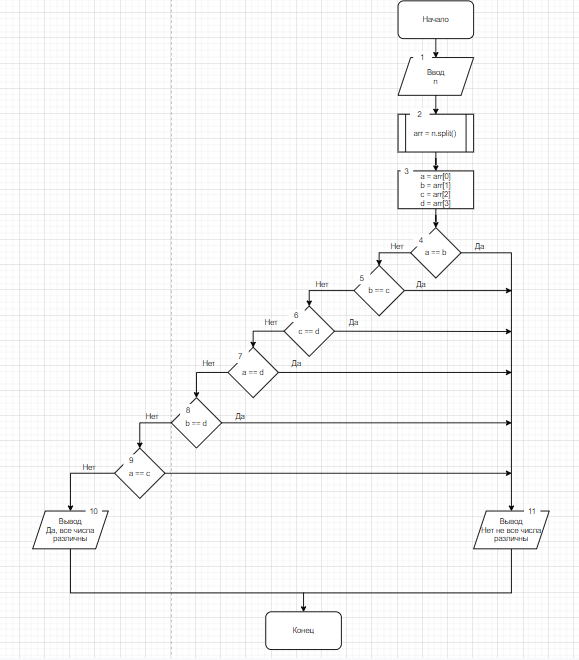 Начало
1
Ввод
n
2
arr = n.split()
3
a = arr[0]
b = arr[1]
c = arr[2]
d = arr[3]
4
Нет
a == b
Да
5
Нет
b == c
Да
6
Нет
c == d
Да
7
Нет
a == d
Да
8
Нет
b == d
Да
9
Нет
a == c
10
Вывод
Да, все числа
различны
11
Вывод
Нет не все числа
различны
Конец